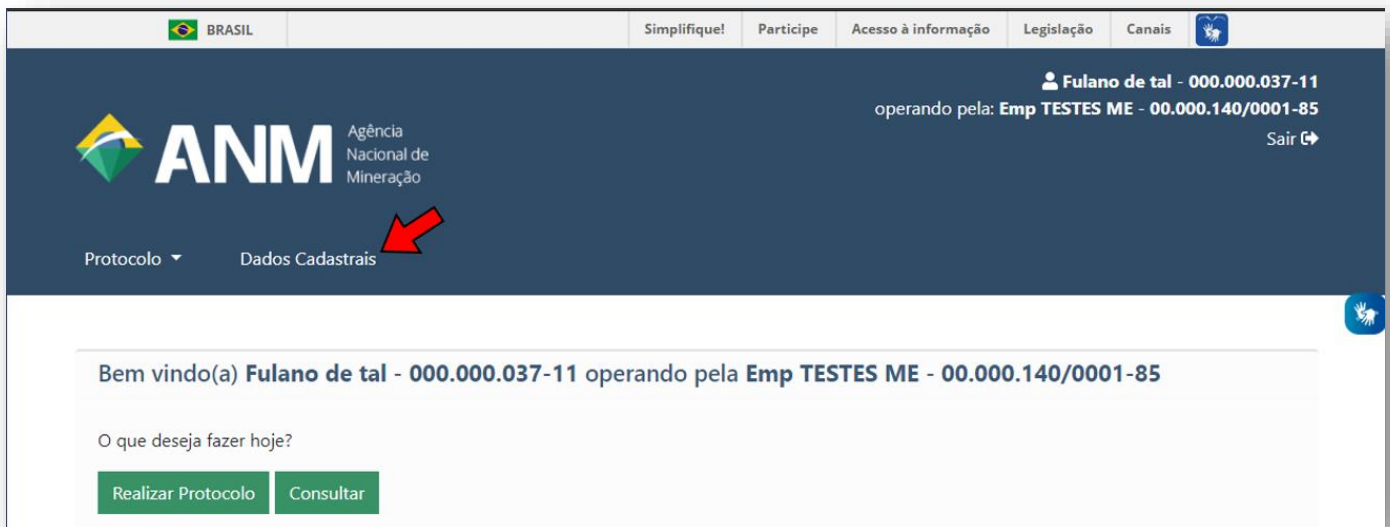 BRASIL
Simplifique! Participe Acesso à informação Legislação Canais
Fulano de tal - 000.000.037-11
operando pela: Emp TESTES ME - 00.000.140/0001-85
Sair
ANM
Agência
Nacional de
Mineração
Protocolo Dados Cadastrais
Bem vindo(a) Fulano de tal - 000.000.037-11 operando pela Emp TESTES ME - 00.000.140/0001-85
O que deseja fazer hoje?
Realizar Protocolo Consultar